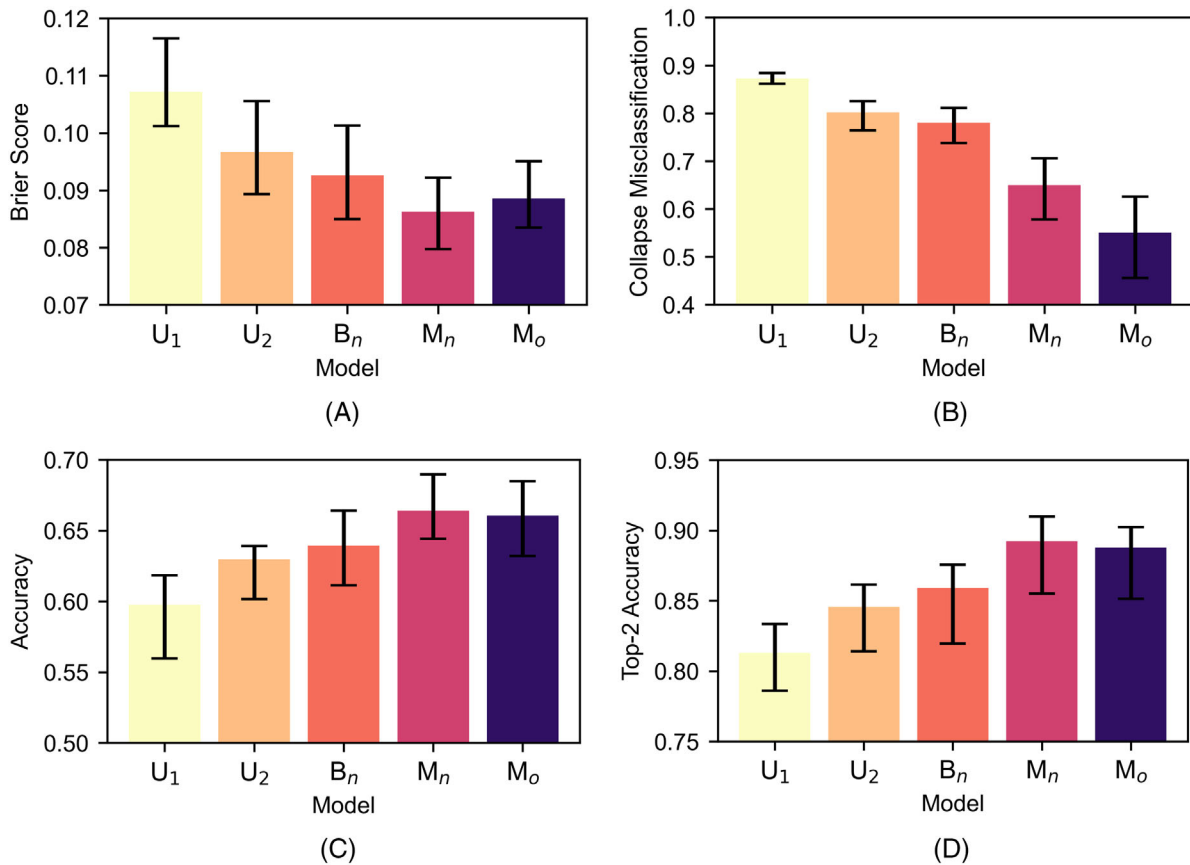 Brier Score
0.12
0.11
0.10
0.09
0.08
0.07
U₁ U₂ Bₙ Mₙ Mₒ
Model
(A)
Collapse Misclassification
1.0
0.9
0.8
0.7
0.6
0.5
0.4
U₁ U₂ Bₙ Mₙ Mₒ
Model
(B)
Accuracy
0.70
0.65
0.60
0.55
0.50
U₁ U₂ Bₙ Mₙ Mₒ
Model
(C)
Top-2 Accuracy
0.95
0.90
0.85
0.80
0.75
U₁ U₂ Bₙ Mₙ Mₒ
Model
(D)